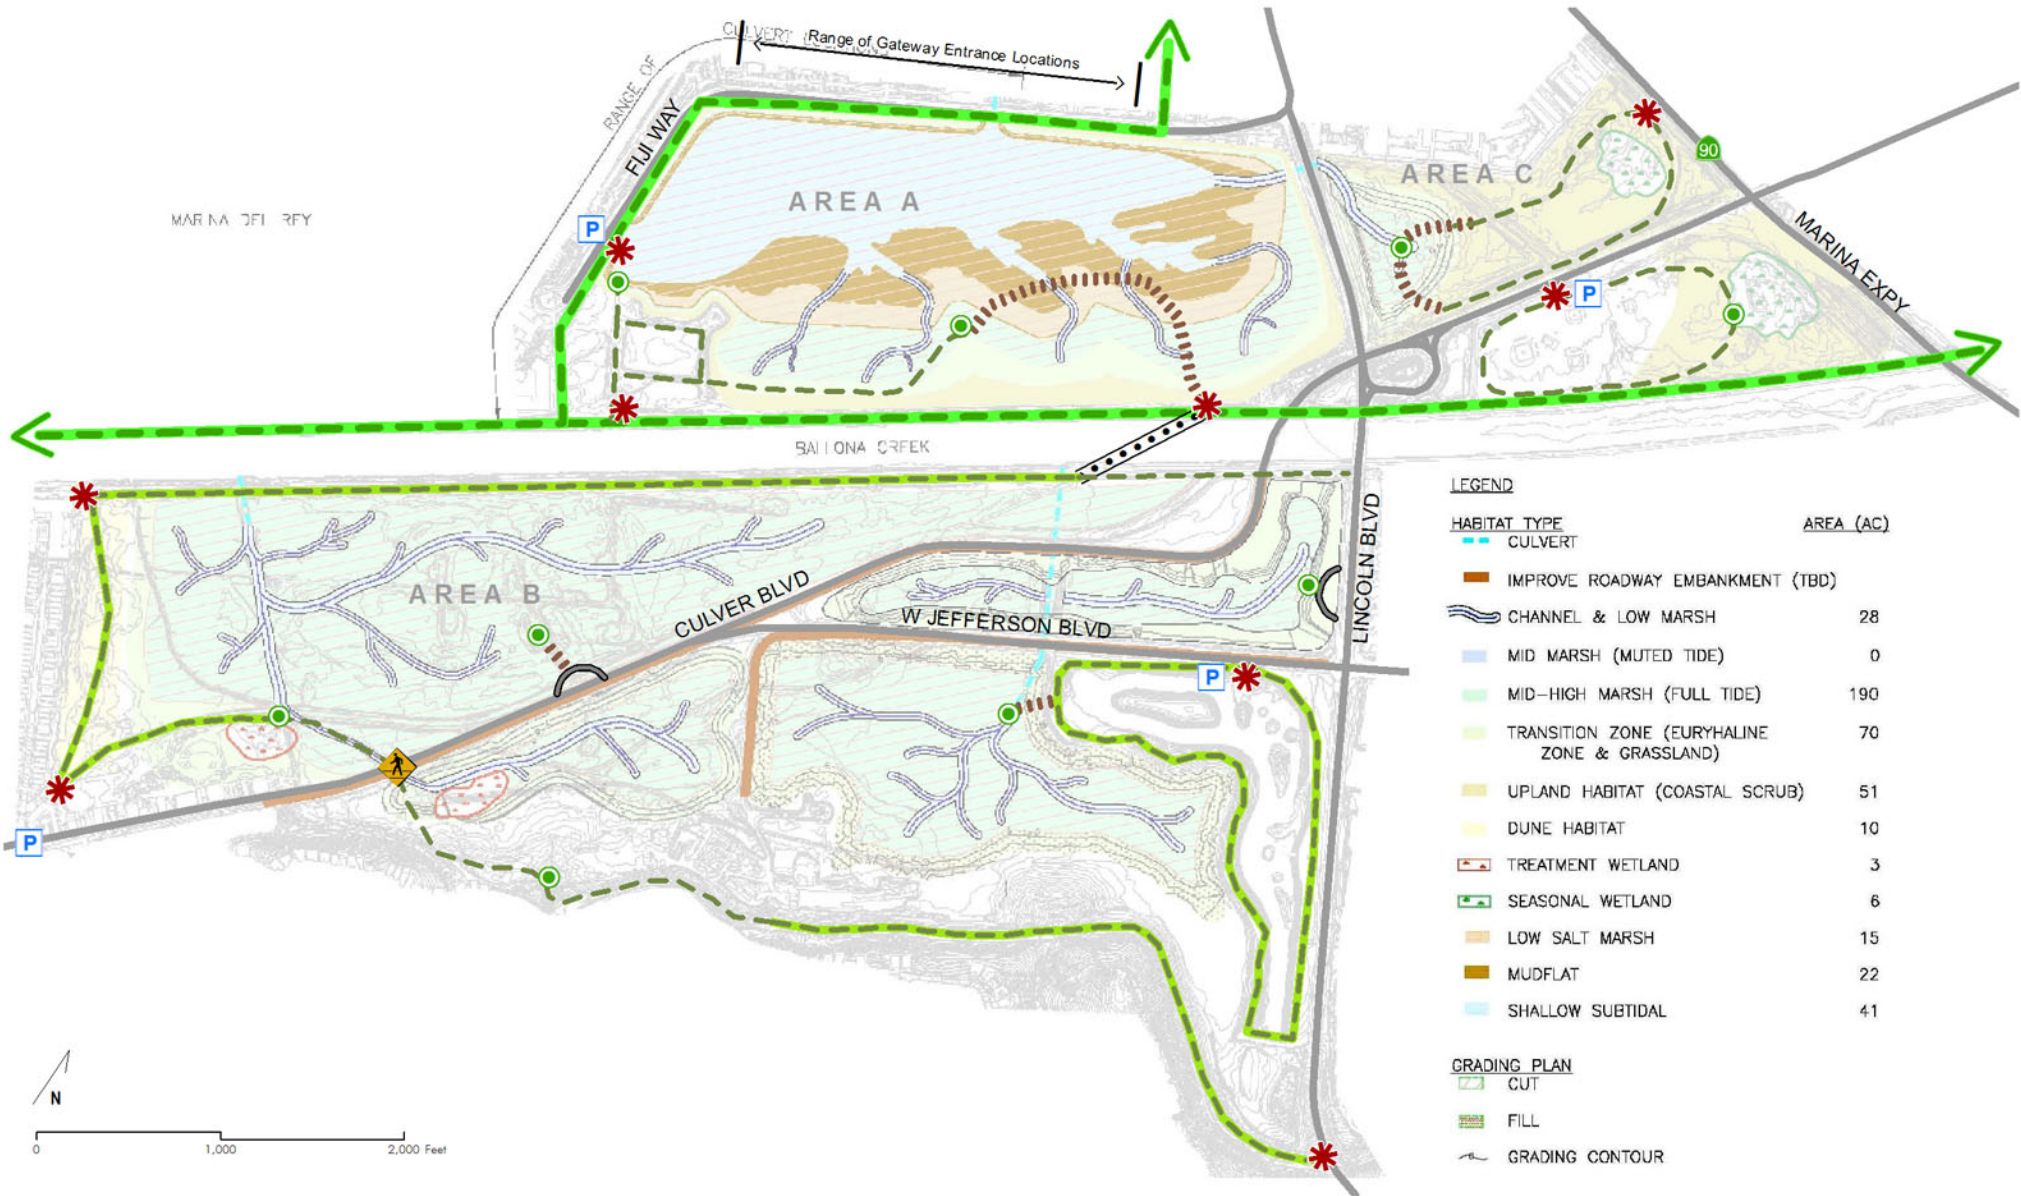 CULVERT LOCATIONS
Range of Gateway Entrance Locations
RANGE OF
FIJI WAY
90
AREA A
AREA C
MARINA DEL REY
P
MARINA EXPY
P
BALLONA CREEK
LINCOLN BLVD
AREA B
CULVER BLVD
W JEFFERSON BLVD
P
P
N
0 1,000 2,000 Feet
LEGEND
HABITAT TYPE AREA (AC)
CULVERT
IMPROVE ROADWAY EMBANKMENT (TBD)
CHANNEL & LOW MARSH 28
MID MARSH (MUTED TIDE) 0
MID-HIGH MARSH (FULL TIDE) 190
TRANSITION ZONE (EURYHALINE 70
ZONE & GRASSLAND)
UPLAND HABITAT (COASTAL SCRUB) 51
DUNE HABITAT 10
TREATMENT WETLAND 3
SEASONAL WETLAND 6
LOW SALT MARSH 15
MUDFLAT 22
SHALLOW SUBTIDAL 41
GRADING PLAN
CUT
FILL
GRADING CONTOUR